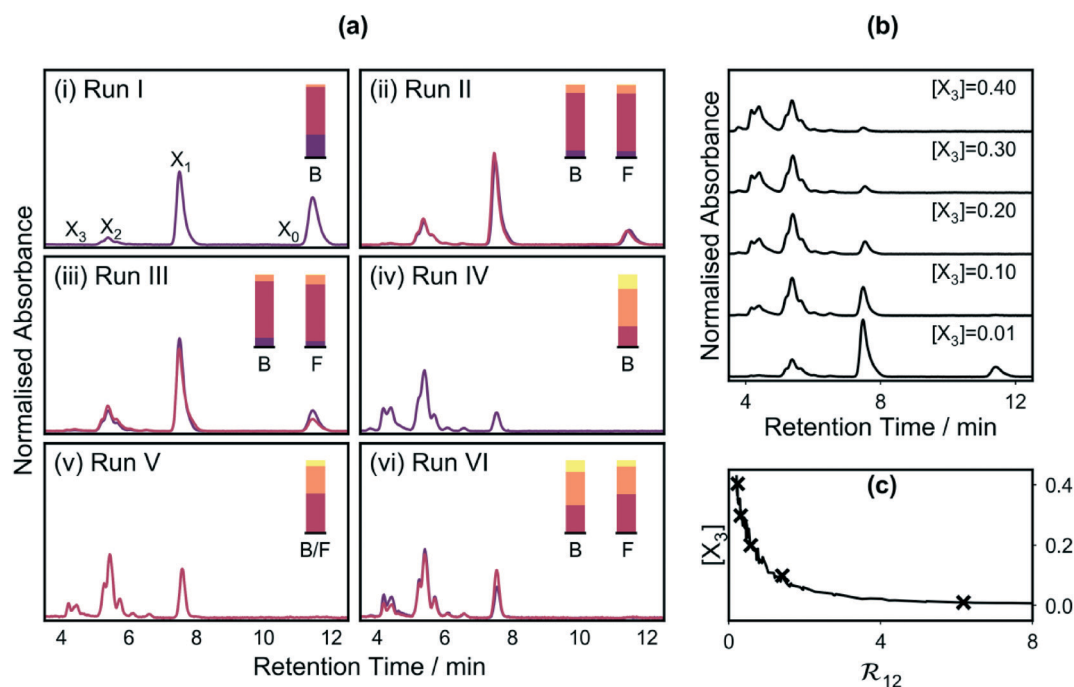 (a)
(b)
Normalised Absorbance
(i) Run I
X3
X2
X1
X0
B
(ii) Run II
B F
(iii) Run III
B F
(iv) Run IV
B
(v) Run V
B/F
(vi) Run VI
B F
4 6 8 10 12 4 6 8 10 12
Retention Time / min
Normalised Absorbance
[X3]=0.40
[X3]=0.30
[X3]=0.20
[X3]=0.10
[X3]=0.01
4 8 12
Retention Time / min
(c)
[X3]
0.4
0.2
0.0
0 4 8
R12